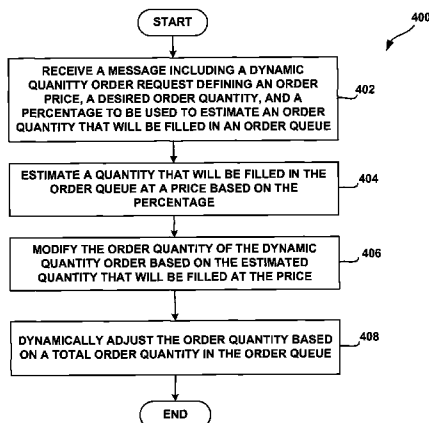 START
400
RECEIVE A MESSAGE INCLUDING A DYNAMIC
QUANITTY ORDER REQUEST DEFINING AN ORDER
PRICE, A DESIRED ORDER QUANTITY, AND A
PERCENTAGE TO BE USED TO ESTIMATE AN ORDER
QUANTITY THAT WILL BE FILLED IN AN ORDER QUEUE
402
ESTIMATE A QUANTITY THAT WILL BE FILLED IN THE
ORDER QUEUE AT A PRICE BASED ON THE
PERCENTAGE
404
MODIFY THE ORDER QUANTITY OF THE DYNAMIC
QUANTITY ORDER BASED ON THE ESTIMATED
QUANTITY THAT WILL BE FILLED AT THE PRICE
406
DYNAMICALLY ADJUST THE ORDER QUANTITY BASED
ON A TOTAL ORDER QUANTITY IN THE ORDER QUEUE
408
END